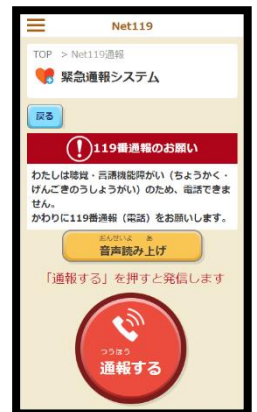 Net119
TOP > Net119通報
緊急通報システム
戻る
119番通報のお願い
わたしは聴覚・言語機能障がい（ちょうかく・
げんごきのうしょうがい）のため、電話できま
せん。
かわりに119番通報（電話）をお願いします。
おんせいよ あ
音声読み上げ
「通報する」を押すと発信します
つうほう
通報する